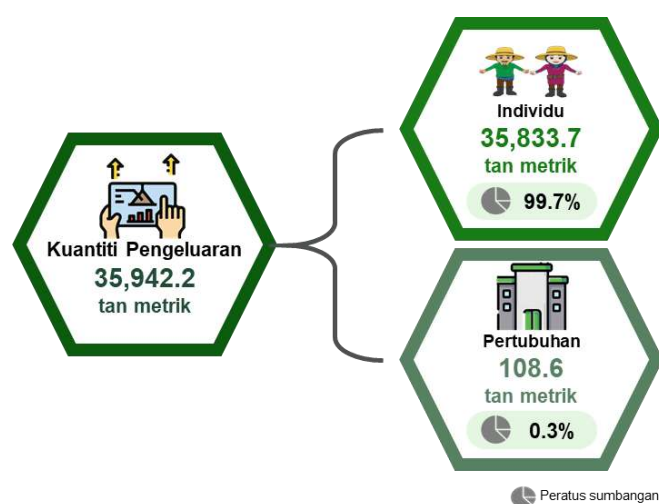 Kuantiti Pengeluaran
35,942.2
tan metrik
Individu
35,833.7
tan metrik
99.7%
Pertubuhan
108.6
tan metrik
0.3%
Peratus sumbangan